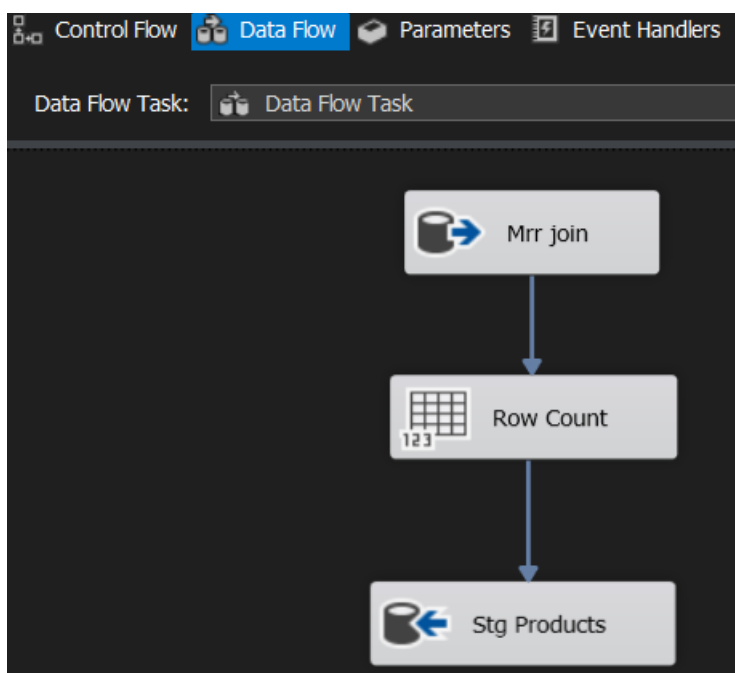 Control Flow Data Flow Parameters Event Handlers
Data Flow Task: Data Flow Task
Mrr join
123 Row Count
Stg Products